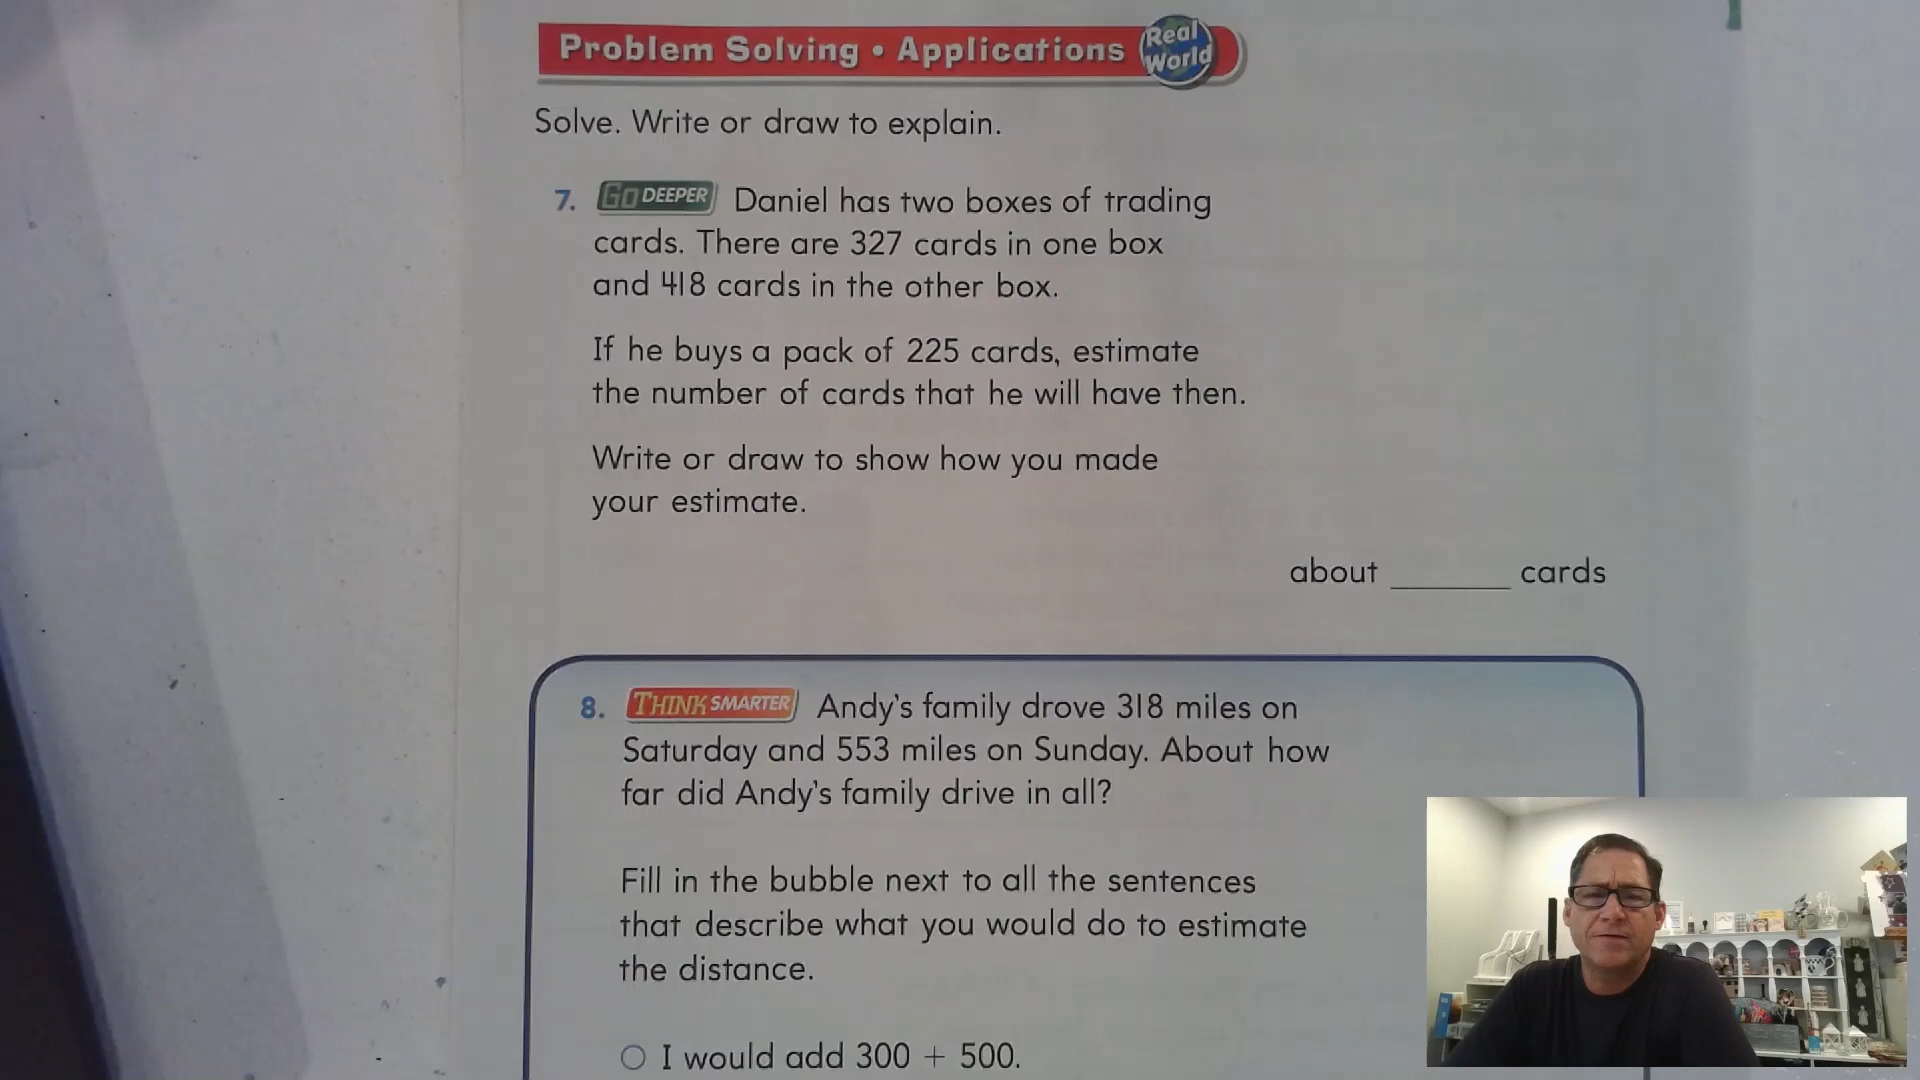 Problem Solving • Applications Real World
Solve. Write or draw to explain.
7. GO DEEPER Daniel has two boxes of trading
cards. There are 327 cards in one box
and 418 cards in the other box.
If he buys a pack of 225 cards, estimate
the number of cards that he will have then.
Write or draw to show how you made
your estimate.
about ______ cards
8. THINK SMARTER Andy's family drove 318 miles on
Saturday and 553 miles on Sunday. About how
far did Andy's family drive in all?
Fill in the bubble next to all the sentences
that describe what you would do to estimate
the distance.
I would add 300 + 500.